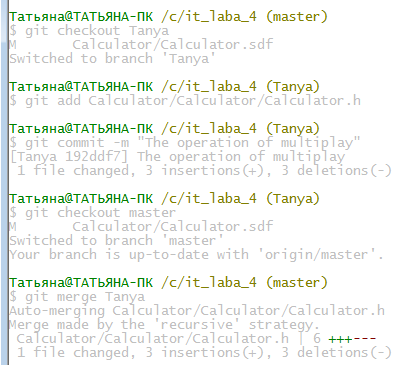 Татьяна@ТАТЬЯНА-ПК /c/it_laba_4 (master)
$ git checkout Tanya
M       Calculator/Calculator.sdf
Switched to branch 'Tanya'
Татьяна@ТАТЬЯНА-ПК /c/it_laba_4 (Tanya)
$ git add Calculator/Calculator/Calculator.h
Татьяна@ТАТЬЯНА-ПК /c/it_laba_4 (Tanya)
$ git commit -m "The operation of multiplay"
[Tanya 192ddf7] The operation of multiplay
 1 file changed, 3 insertions(+), 3 deletions(-)
Татьяна@ТАТЬЯНА-ПК /c/it_laba_4 (Tanya)
$ git checkout master
M       Calculator/Calculator.sdf
Switched to branch 'master'
Your branch is up-to-date with 'origin/master'.
Татьяна@ТАТЬЯНА-ПК /c/it_laba_4 (master)
$ git merge Tanya
Auto-merging Calculator/Calculator/Calculator.h
Merge made by the 'recursive' strategy.
 Calculator/Calculator/Calculator.h | 6 +++---
 1 file changed, 3 insertions(+), 3 deletions(-)